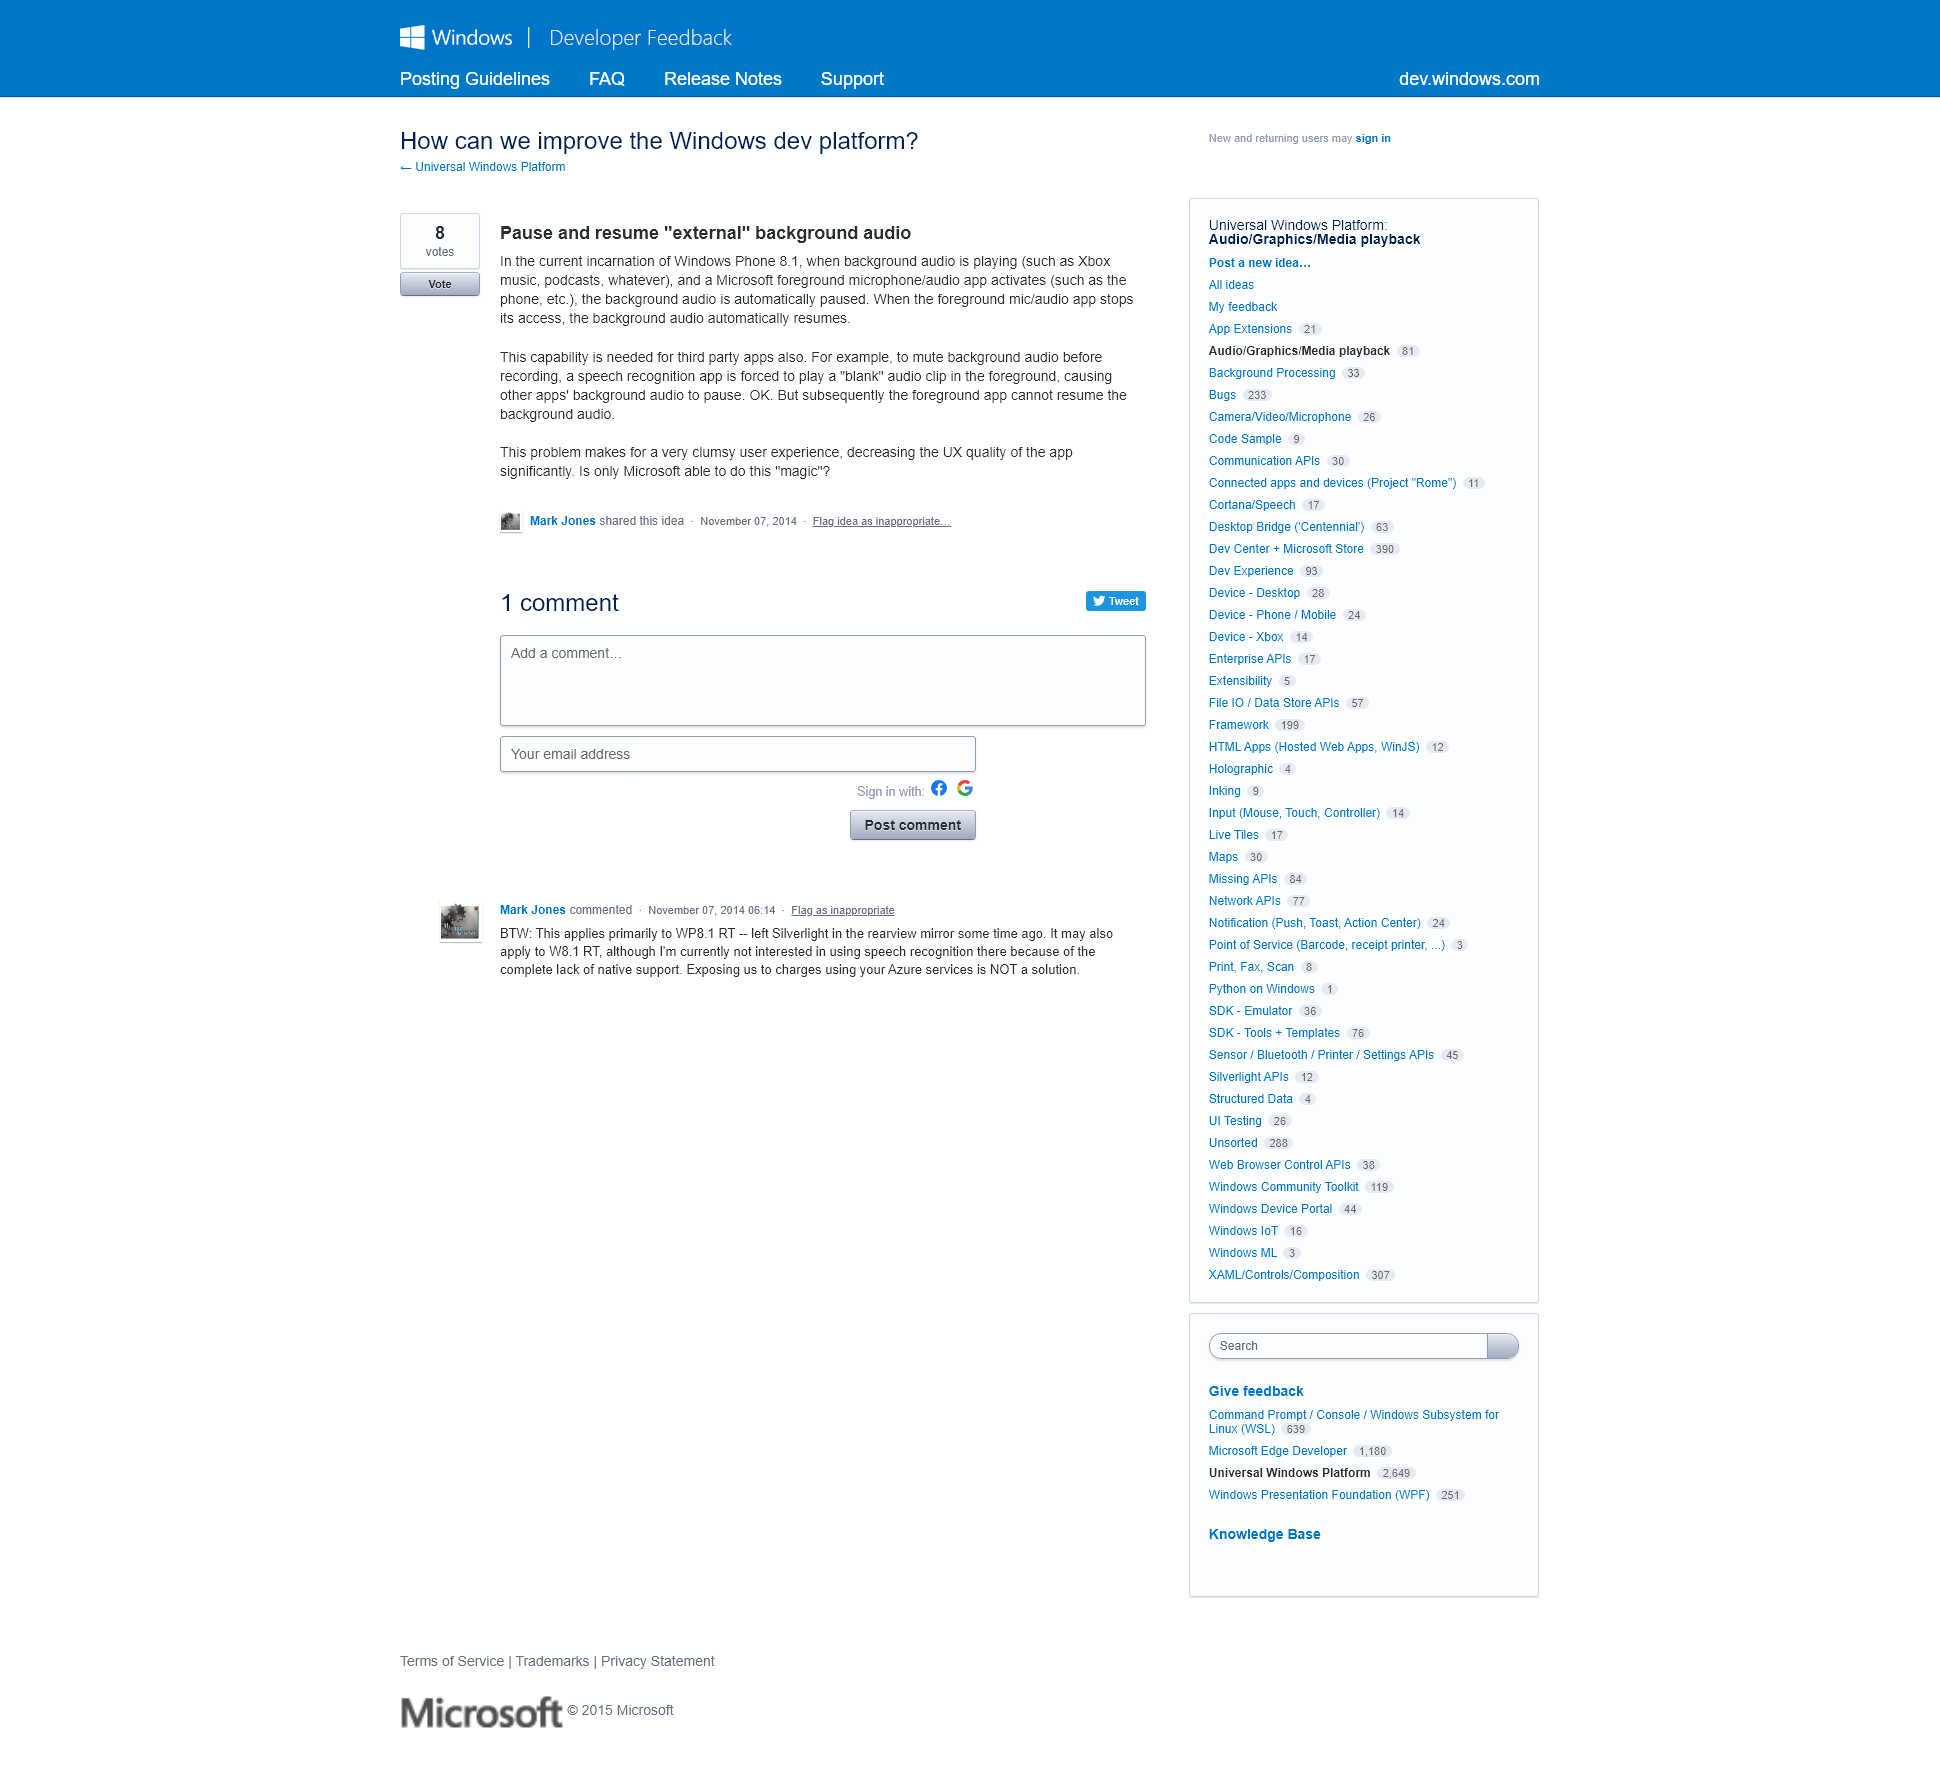 Windows | Developer Feedback
Posting Guidelines FAQ Release Notes Support dev.windows.com
How can we improve the Windows dev platform?
← Universal Windows Platform
New and returning users may sign in
8
votes
Vote
Pause and resume "external" background audio
In the current incarnation of Windows Phone 8.1, when background audio is playing (such as Xbox
music, podcasts, whatever), and a Microsoft foreground microphone/audio app activates (such as the
phone, etc.), the background audio is automatically paused. When the foreground mic/audio app stops
its access, the background audio automatically resumes.
This capability is needed for third party apps also. For example, to mute background audio before
recording, a speech recognition app is forced to play a "blank" audio clip in the foreground, causing
other apps' background audio to pause. OK. But subsequently the foreground app cannot resume the
background audio.
This problem makes for a very clumsy user experience, decreasing the UX quality of the app
significantly. Is only Microsoft able to do this "magic"?
Mark Jones shared this idea · November 07, 2014 · Flag idea as inappropriate…
1 comment
Tweet
Add a comment…
Your email address
Sign in with:
Post comment
Mark Jones commented · November 07, 2014 06:14 · Flag as inappropriate
BTW: This applies primarily to WP8.1 RT -- left Silverlight in the rearview mirror some time ago. It may also
apply to W8.1 RT, although I'm currently not interested in using speech recognition there because of the
complete lack of native support. Exposing us to charges using your Azure services is NOT a solution.
Universal Windows Platform:
Audio/Graphics/Media playback
Post a new idea…
All ideas
My feedback
App Extensions 21
Audio/Graphics/Media playback 81
Background Processing 33
Bugs 233
Camera/Video/Microphone 26
Code Sample 9
Communication APIs 30
Connected apps and devices (Project "Rome") 11
Cortana/Speech 17
Desktop Bridge ('Centennial') 63
Dev Center + Microsoft Store 390
Dev Experience 93
Device - Desktop 28
Device - Phone / Mobile 24
Device - Xbox 14
Enterprise APIs 17
Extensibility 5
File IO / Data Store APIs 57
Framework 199
HTML Apps (Hosted Web Apps, WinJS) 12
Holographic 4
Inking 9
Input (Mouse, Touch, Controller) 14
Live Tiles 17
Maps 30
Missing APIs 84
Network APIs 77
Notification (Push, Toast, Action Center) 24
Point of Service (Barcode, receipt printer, ...) 3
Print, Fax, Scan 8
Python on Windows 1
SDK - Emulator 36
SDK - Tools + Templates 76
Sensor / Bluetooth / Printer / Settings APIs 45
Silverlight APIs 12
Structured Data 4
UI Testing 26
Unsorted 288
Web Browser Control APIs 38
Windows Community Toolkit 119
Windows Device Portal 44
Windows IoT 16
Windows ML 3
XAML/Controls/Composition 307
Search
Give feedback
Command Prompt / Console / Windows Subsystem for
Linux (WSL) 639
Microsoft Edge Developer 1,180
Universal Windows Platform 2,649
Windows Presentation Foundation (WPF) 251
Knowledge Base
Terms of Service | Trademarks | Privacy Statement
Microsoft © 2015 Microsoft